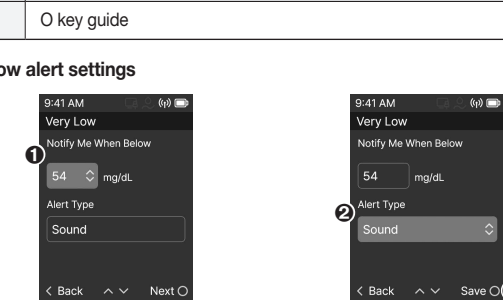 O key guide
ow alert settings
9:41 AM
Very Low
Notify Me When Below
❶
54 mg/dL
Alert Type
Sound
< Back Next
9:41 AM
Very Low
Notify Me When Below
54 mg/dL
❷
Alert Type
Sound
< Back Save